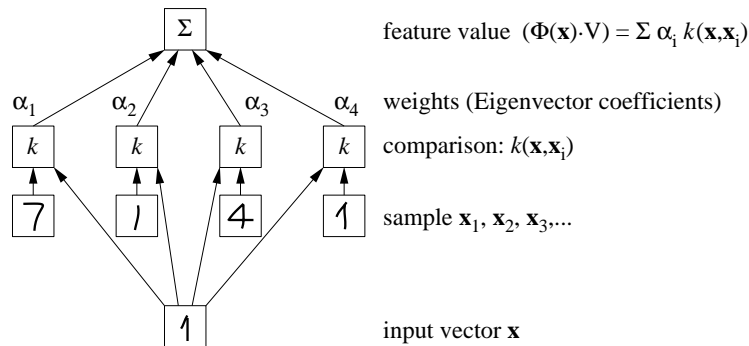 Σ feature value (Φ(x)·V) = Σ αᵢ k(x,xᵢ)
α₁ α₂ α₃ α₄ weights (Eigenvector coefficients)
k k k k comparison: k(x,xᵢ)
7 1 4 1 sample x₁, x₂, x₃,...
1 input vector x